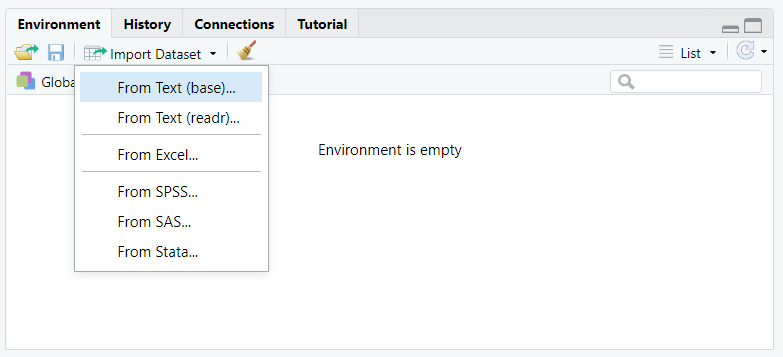 Environment History Connections Tutorial
Import Dataset List
Globa
From Text (base)...
From Text (readr)...
Environment is empty
From Excel...
From SPSS...
From SAS...
From Stata...